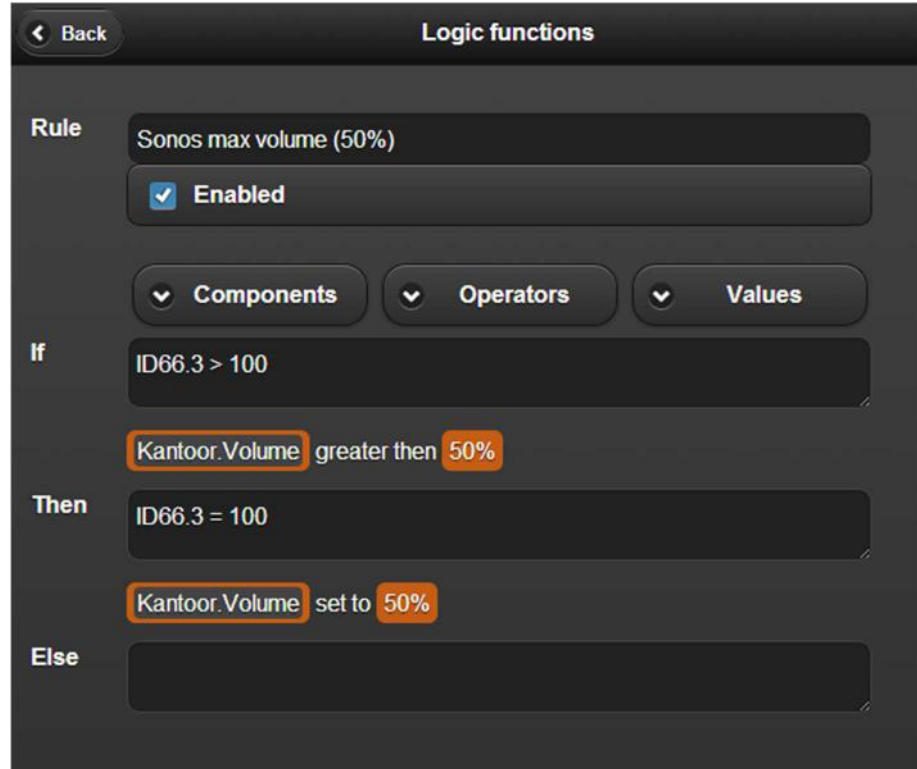 Back
Logic functions
Rule
Sonos max volume (50%)
Enabled
Components
Operators
Values
If
ID66.3 > 100
Kantoor.Volume greater then 50%
Then
ID66.3 = 100
Kantoor.Volume set to 50%
Else